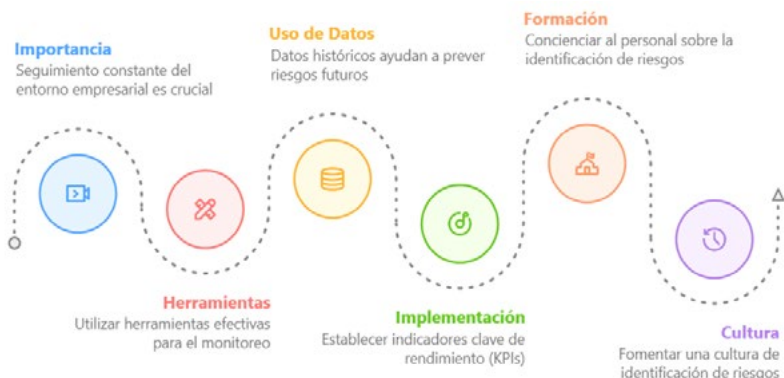 Importancia
Seguimiento constante del
entorno empresarial es crucial
Herramientas
Utilizar herramientas efectivas
para el monitoreo
Uso de Datos
Datos históricos ayudan a prever
riesgos futuros
Implementación
Establecer indicadores clave de
rendimiento (KPIs)
Formación
Concienciar al personal sobre la
identificación de riesgos
Cultura
Fomentar una cultura de
identificación de riesgos